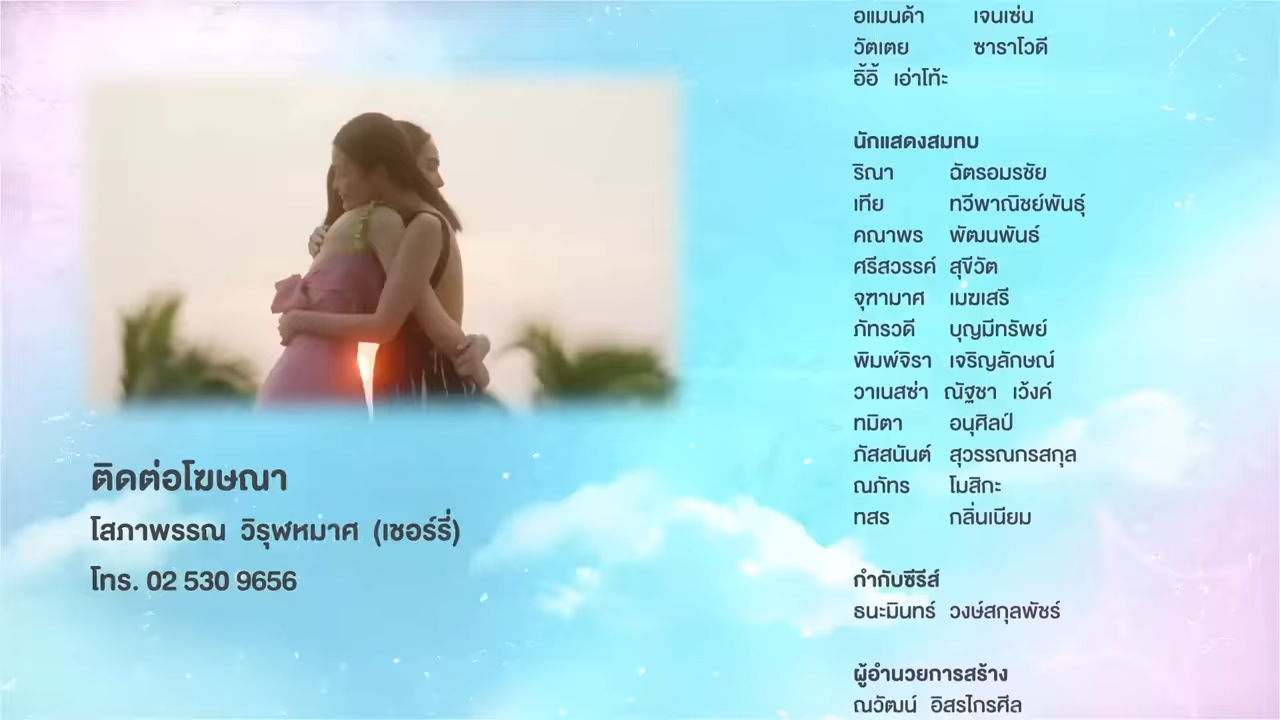 ติดต่อโฆษณา
โสภาพรรณ วิรุฬหมาศ (เชอร์รี่)
โทร. 02 530 9656
อแมนด้า เจนเซ่น
วัตเตย ซาราโวดี
อิ้อิ้ เอ่าโท้ะ
นักแสดงสมทบ
ริณา ฉัตรอมรชัย
เทีย ทวีพาณิชย์พันธุ์
คณาพร พัฒนพันธ์
ศรีสวรรค์ สุขีวัต
จุฑามาศ เมฆเสรี
ภัทรวดี บุญมีทรัพย์
พิมพ์จิรา เจริญลักษณ์
วาเนสซ่า ณัฐชา เว้งค์
ทมิตา อนุศิลป์
ภัสสนันต์ สุวรรณกรสกุล
ณภัทร โมสิกะ
ทสร กลิ่นเนียม
กำกับซีรีส์
ธนะมินทร์ วงษ์สกุลพัชร์
ผู้อำนวยการสร้าง
ณวัฒน์ อิสรไกรศีล